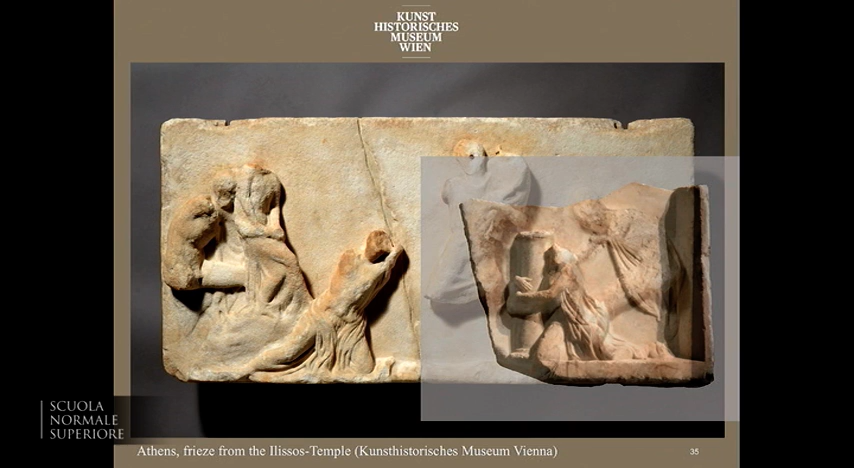 KUNST
HISTORISCHES
MUSEUM
WIEN
SCUOLA
NORMALE
SUPERIORE
Athens, frieze from the Ilissos-Temple (Kunsthistorisches Museum Vienna)
35